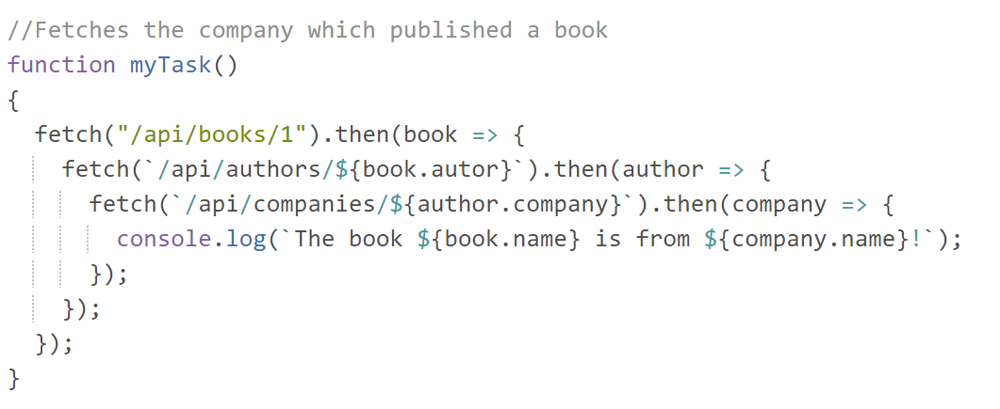 //Fetches the company which published a book
function myTask()
{
  fetch("/api/books/1").then(book => {
    fetch(`/api/authors/${book.autor}`).then(author => {
      fetch(`/api/companies/${author.company}`).then(company => {
        console.log(`The book ${book.name} is from ${company.name}!`);
      });
    });
  });
}